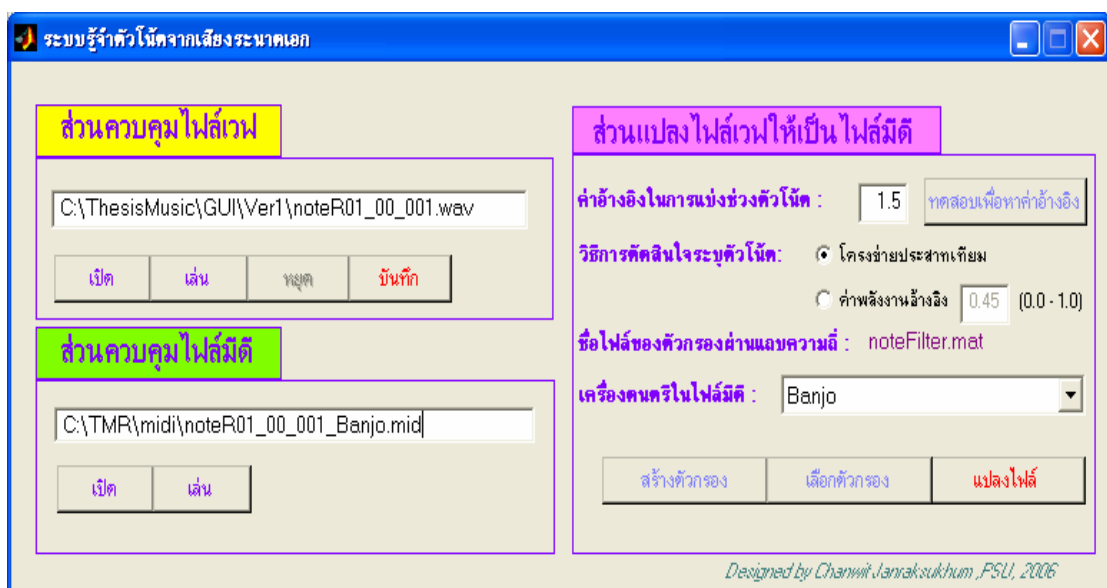 ระบบรู้จำตัวโน้ตจากเสียงระนาดเอก
ส่วนควบคุมไฟล์เวฟ
C:\ThesisMusic\GUI\Ver1\noteR01_00_001.wav
เปิด
เล่น
หยุด
บันทึก
ส่วนควบคุมไฟล์มีดี
C:\TMR\midi\noteR01_00_001_Banjo.mid
เปิด
เล่น
ส่วนแปลงไฟล์เวฟให้เป็นไฟล์มีดี
ค่าอ้างอิงในการแบ่งช่วงตัวโน้ต :
1.5
ทดสอบเพื่อหาค่าอ้างอิง
วิธีการตัดสินใจระบุตัวโน้ต:
โครงข่ายประสาทเทียม
ค่าพลังงานอ้างอิง
0.45
(0.0 - 1.0)
ชื่อไฟล์ของตัวกรองผ่านแถบความถี่ :
noteFilter.mat
เครื่องดนตรีในไฟล์มีดี :
Banjo
สร้างตัวกรอง
เลือกตัวกรอง
แปลงไฟล์
Designed by Chanwit Janraksukhum ,PSU, 2006